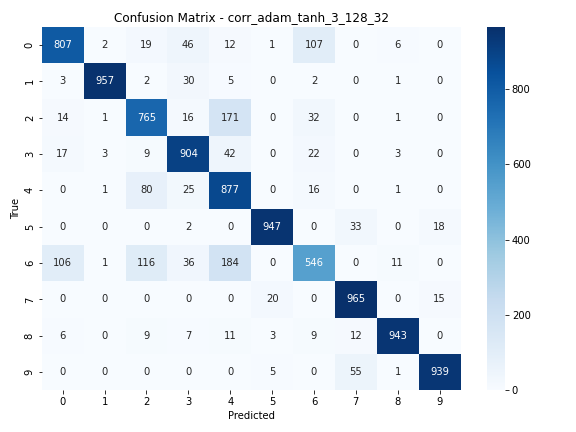 Confusion Matrix - corr_adam_tanh_3_128_32
0 807 2 19 46 12 1 107 0 6 0
1 3 957 2 30 5 0 2 0 1 0
2 14 1 765 16 171 0 32 0 1 0
3 17 3 9 904 42 0 22 0 3 0
4 0 1 80 25 877 0 16 0 1 0
5 0 0 0 2 0 947 0 33 0 18
6 106 1 116 36 184 0 546 0 11 0
7 0 0 0 0 0 20 0 965 0 15
8 6 0 9 7 11 3 9 12 943 0
9 0 0 0 0 0 5 0 55 1 939
0 1 2 3 4 5 6 7 8 9
Predicted
True
800
600
400
200
0